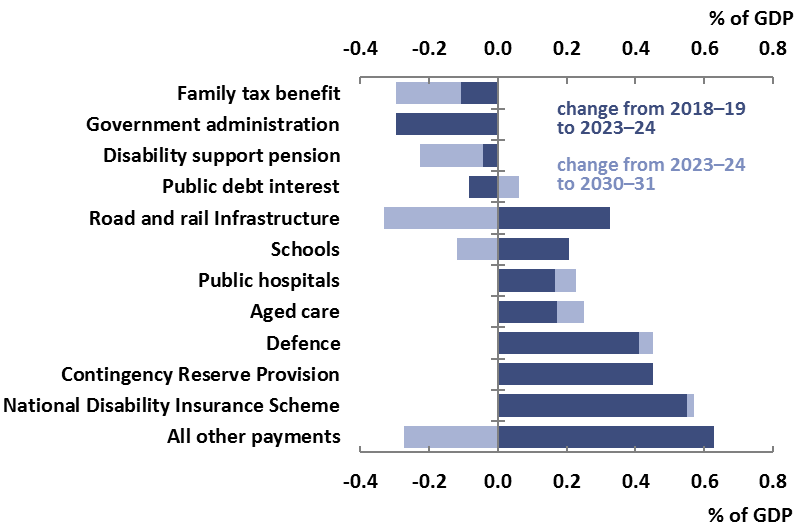 % of GDP
-0.4 -0.2 0.0 0.2 0.4 0.6 0.8
Family tax benefit
Government administration
Disability support pension
Public debt interest
Road and rail Infrastructure
Schools
Public hospitals
Aged care
Defence
Contingency Reserve Provision
National Disability Insurance Scheme
All other payments
change from 2018–19
to 2023–24
change from 2023–24
to 2030–31
-0.4 -0.2 0.0 0.2 0.4 0.6 0.8
% of GDP